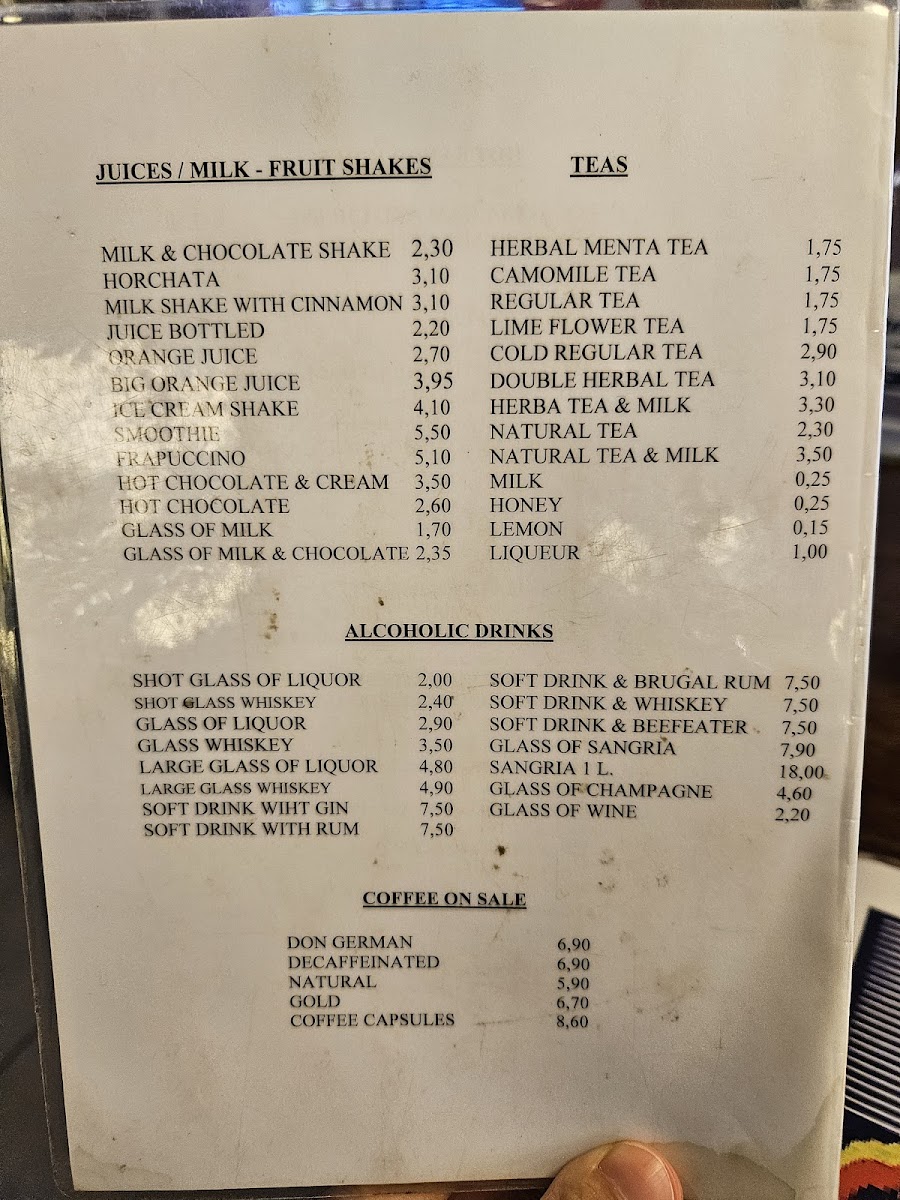 JUICES / MILK - FRUIT SHAKES
MILK & CHOCOLATE SHAKE 2,30
HORCHATA 3,10
MILK SHAKE WITH CINNAMON 3,10
JUICE BOTTLED 2,20
ORANGE JUICE 2,70
BIG ORANGE JUICE 3,95
ICE CREAM SHAKE 4,10
SMOOTHIE 5,50
FRAPUCCINO 5,10
HOT CHOCOLATE & CREAM 3,50
HOT CHOCOLATE 2,60
GLASS OF MILK 1,70
GLASS OF MILK & CHOCOLATE 2,35
TEAS
HERBAL MENTA TEA 1,75
CAMOMILE TEA 1,75
REGULAR TEA 1,75
LIME FLOWER TEA 1,75
COLD REGULAR TEA 2,90
DOUBLE HERBAL TEA 3,10
HERBA TEA & MILK 3,30
NATURAL TEA 2,30
NATURAL TEA & MILK 3,50
MILK 0,25
HONEY 0,25
LEMON 0,15
LIQUEUR 1,00
ALCOHOLIC DRINKS
SHOT GLASS OF LIQUOR 2,00
SHOT GLASS WHISKEY 2,40
GLASS OF LIQUOR 2,90
GLASS WHISKEY 3,50
LARGE GLASS OF LIQUOR 4,80
LARGE GLASS WHISKEY 4,90
SOFT DRINK WIHT GIN 7,50
SOFT DRINK WITH RUM 7,50
SOFT DRINK & BRUGAL RUM 7,50
SOFT DRINK & WHISKEY 7,50
SOFT DRINK & BEEFEATER 7,50
GLASS OF SANGRIA 7,90
SANGRIA 1 L. 18,00
GLASS OF CHAMPAGNE 4,60
GLASS OF WINE 2,20
COFFEE ON SALE
DON GERMAN 6,90
DECAFFEINATED 6,90
NATURAL 5,90
GOLD 6,70
COFFEE CAPSULES 8,60